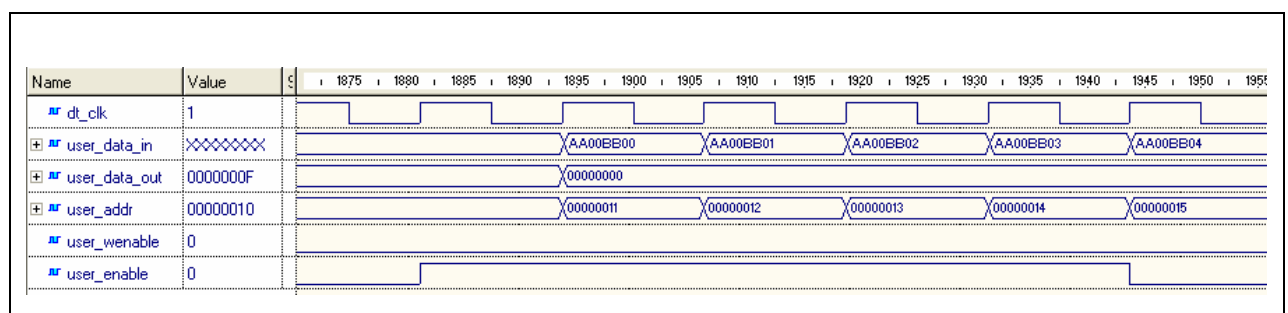 Name Value S 1875 1880 1885 1890 1895 1900 1905 1910 1915 1920 1925 1930 1935 1940 1945 1950 1955
dt_clk 1
user_data_in XXXXXXXX AA00BB00 AA00BB01 AA00BB02 AA00BB03 AA00BB04
user_data_out 0000000F 00000000
user_addr 00000010 00000011 00000012 00000013 00000014 00000015
user_wenable 0
user_enable 0